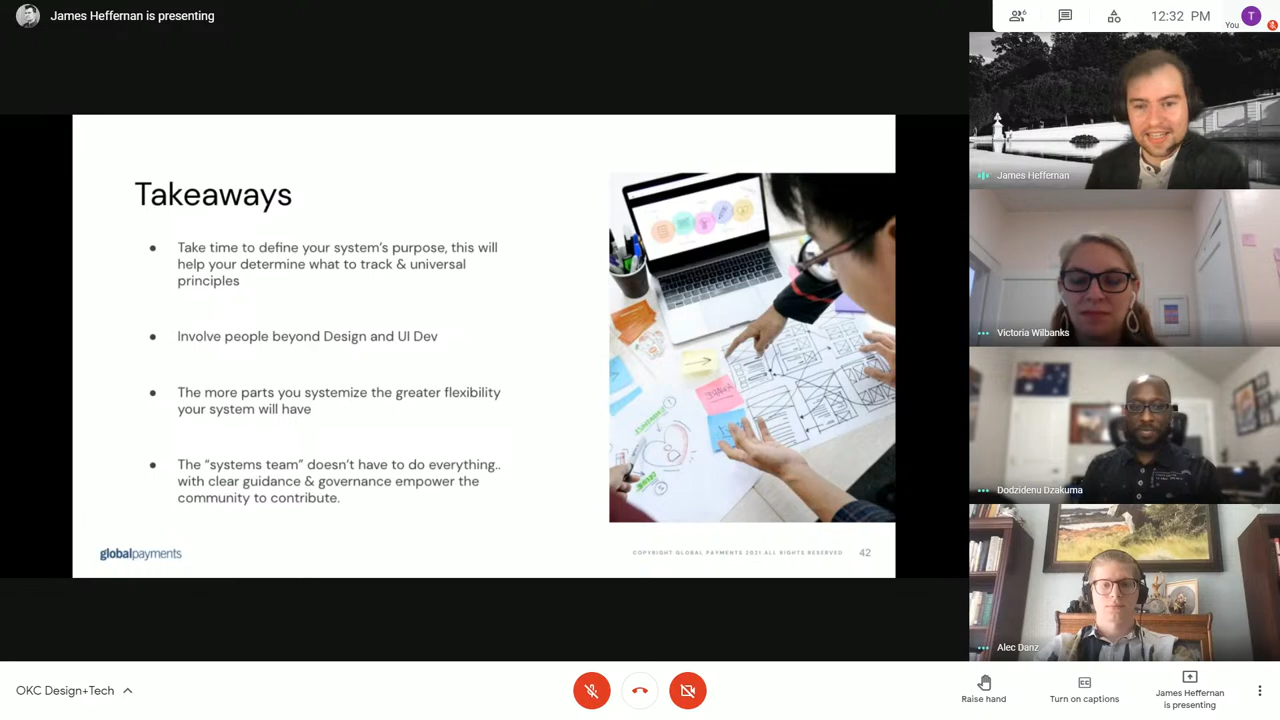 James Heffernan is presenting
6
12:32 PM
You
T
James Heffernan
Victoria Wilbanks
Dodzidenu Dzakuma
Alec Danz
Takeaways
● Take time to define your system's purpose, this will
help your determine what to track & universal
principles
● Involve people beyond Design and UI Dev
● The more parts you systemize the greater flexibility
your system will have
● The “systems team” doesn't have to do everything..
with clear guidance & governance empower the
community to contribute.
globalpayments
COPYRIGHT GLOBAL PAYMENTS 2021 ALL RIGHTS RESERVED
42
OKC Design+Tech
Raise hand
CC
Turn on captions
James Heffernan
is presenting